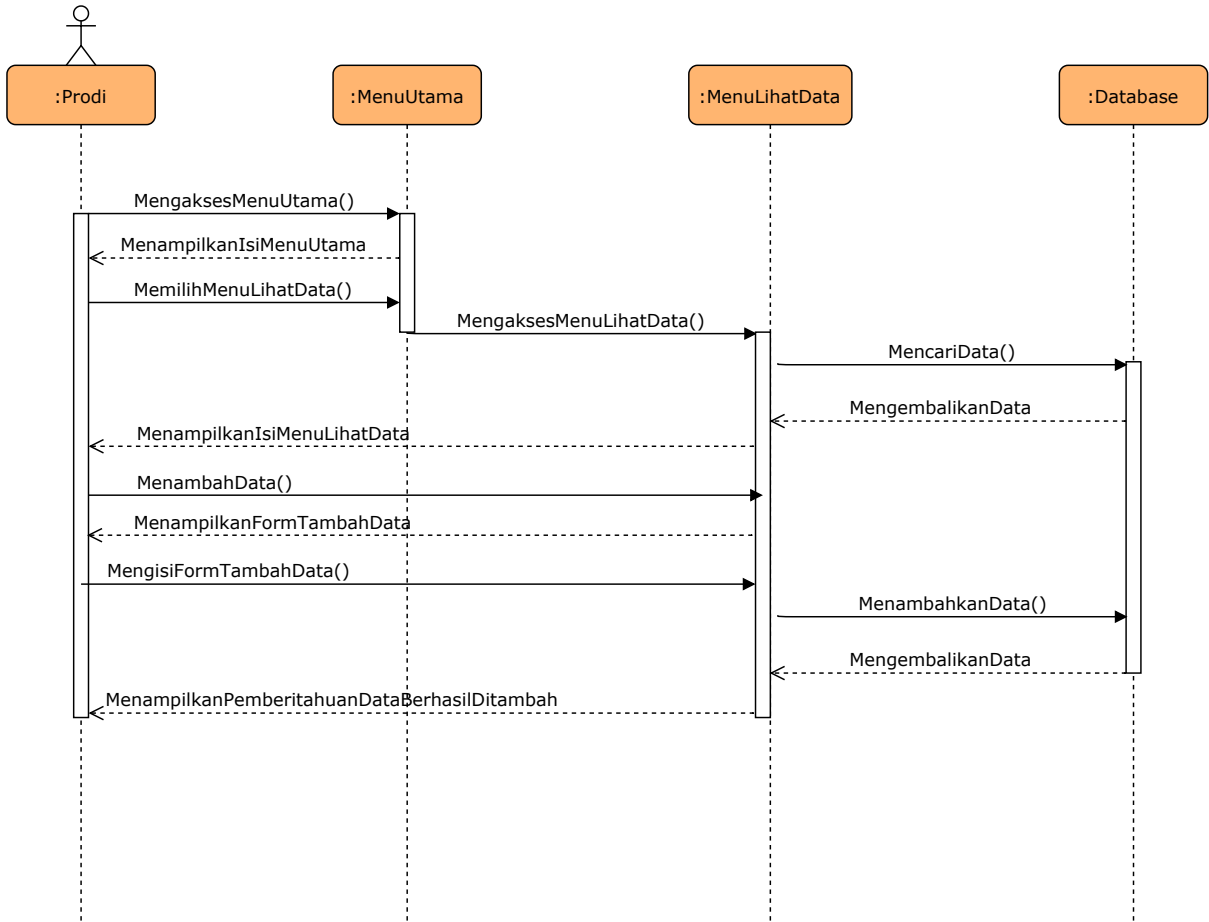 :Prodi
:MenuUtama
:MenuLihatData
:Database
MengaksesMenuUtama()
MenampilkanIsiMenuUtama
MemilihMenuLihatData()
MengaksesMenuLihatData()
MencariData()
MengembalikanData
MenampilkanIsiMenuLihatData
MenambahData()
MenampilkanFormTambahData
MengisiFormTambahData()
MenambahkanData()
MengembalikanData
MenampilkanPemberitahuanDataBerhasilDitambah